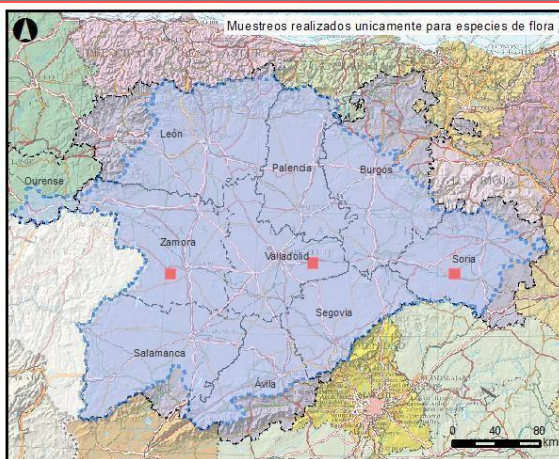 Muestreos realizados unicamente para especies de flora
León
Palencia
Burgos
Ourense
Zamora
Valladolid
Soria
Segovia
Salamanca
Ávila
0 40 80
km